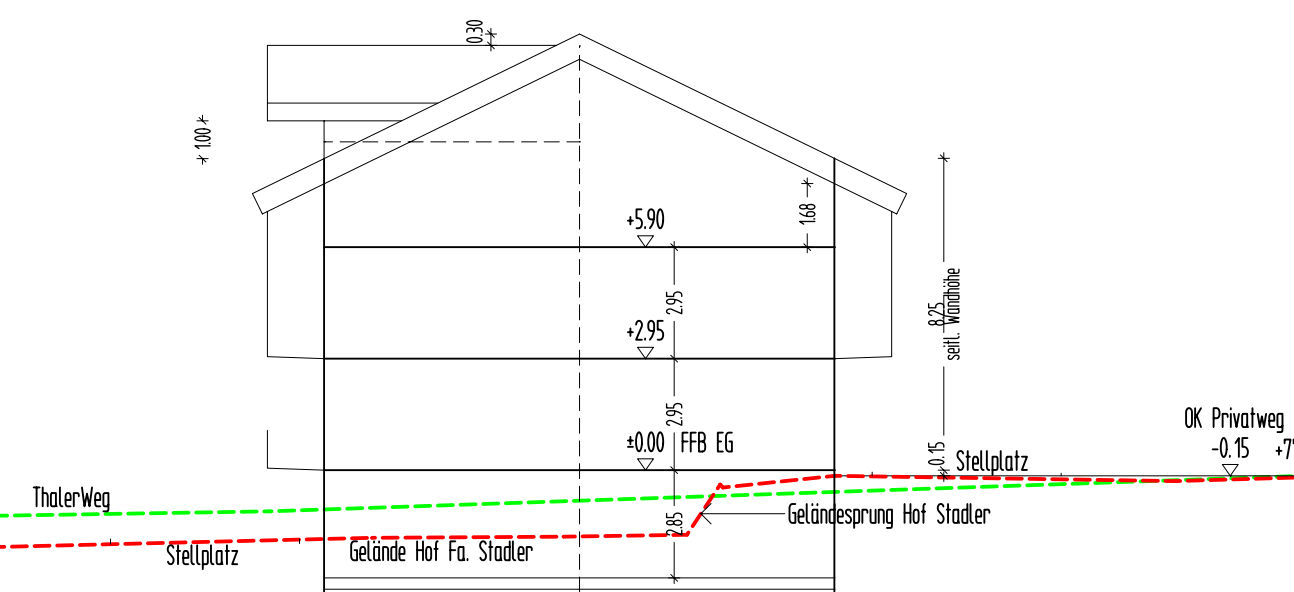 0.30
1.00
+5.90
1.68
2.95
8.25
seitl. Wandhöhe
+2.95
2.95
OK Privatweg
±0.00 FFB EG
-0.15 +7
0.15
Stellplatz
ThalerWeg
Geländesprung Hof Stadler
2.85
Stellplatz
Gelände Hof Fa. Stadler